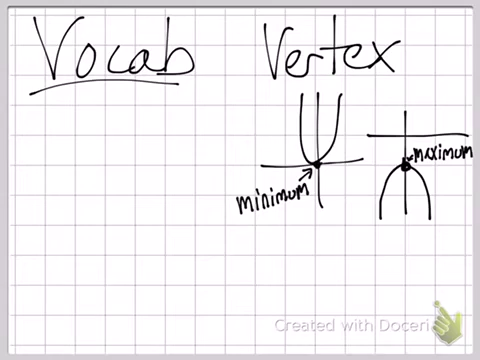 Vocab
Vertex
minimum
maximum
Created with Doceri